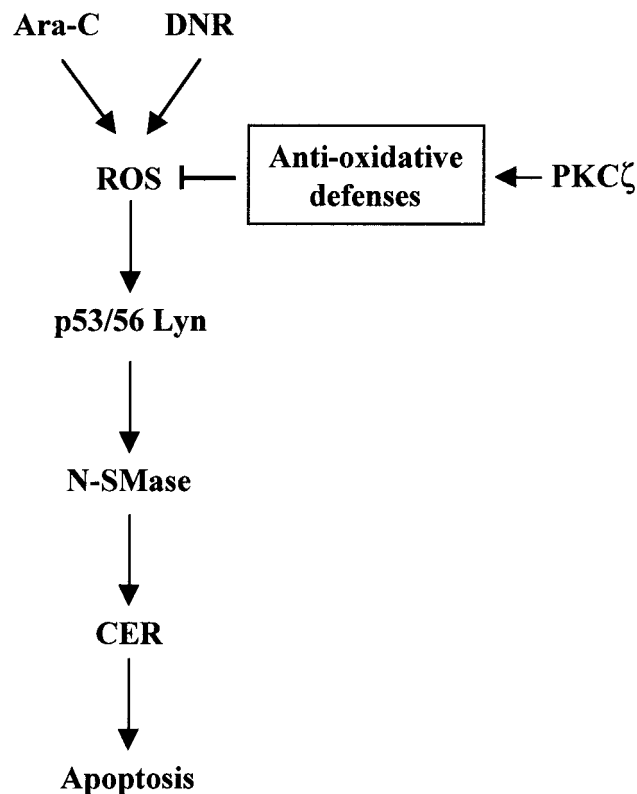 Ara-C DNR
ROS
Anti-oxidative
defenses
PKCζ
p53/56 Lyn
N-SMase
CER
Apoptosis